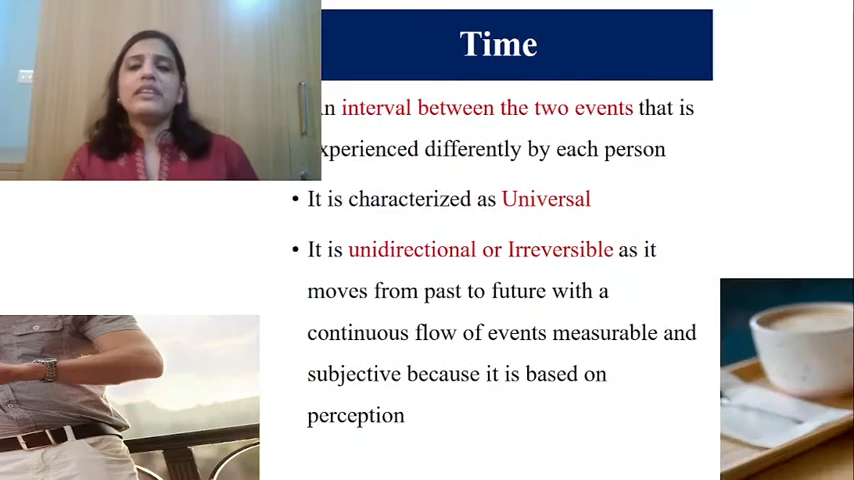 Time
interval between the two events that is
experienced differently by each person
• It is characterized as Universal
• It is unidirectional or Irreversible as it
moves from past to future with a
continuous flow of events measurable and
subjective because it is based on
perception